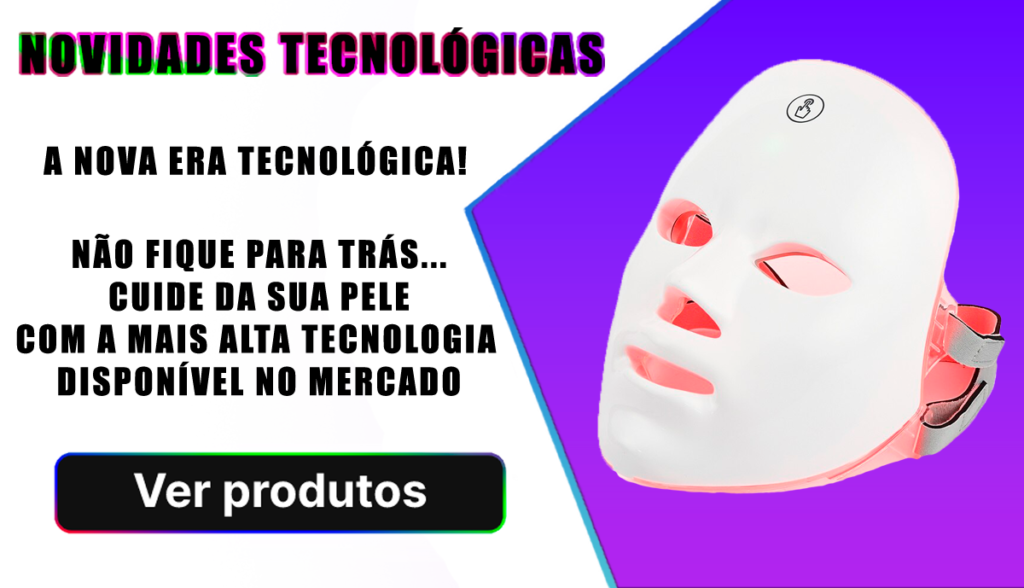 NOVIDADES TECNOLÓGICAS
A NOVA ERA TECNOLÓGICA!
NÃO FIQUE PARA TRÁS...
CUIDE DA SUA PELE
COM A MAIS ALTA TECNOLOGIA
DISPONÍVEL NO MERCADO
Ver produtos